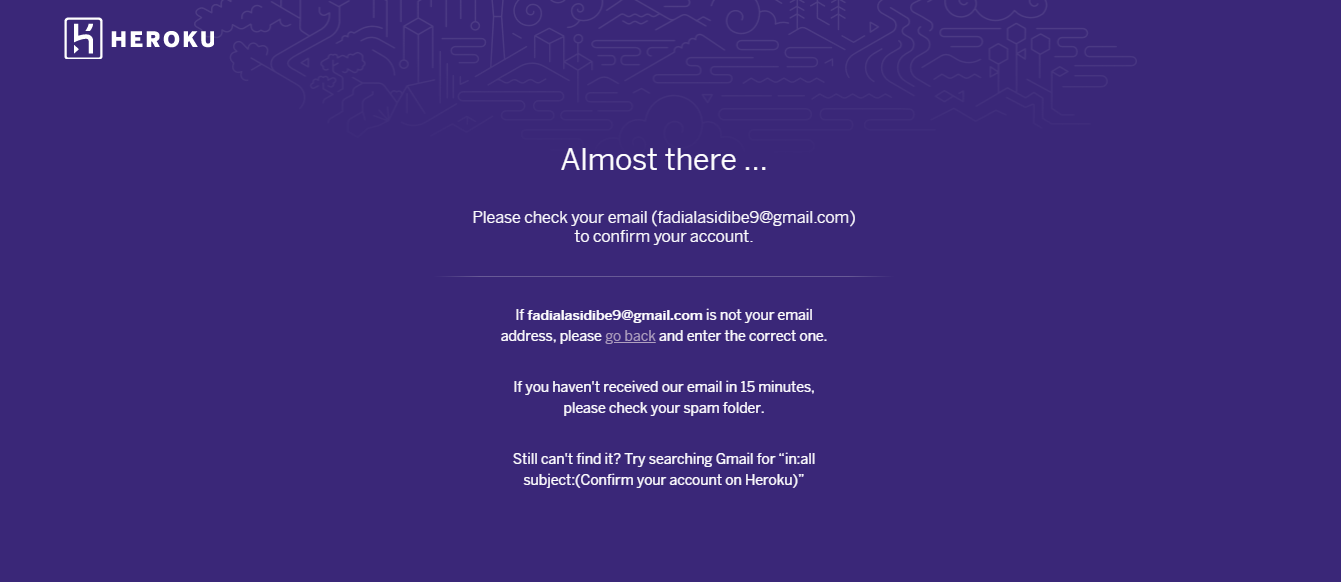 HEROKU
Almost there ...
Please check your email (fadialasidibe9@gmail.com)
to confirm your account.
If fadialasidibe9@gmail.com is not your email
address, please go back and enter the correct one.
If you haven't received our email in 15 minutes,
please check your spam folder.
Still can't find it? Try searching Gmail for “in:all
subject:(Confirm your account on Heroku)”